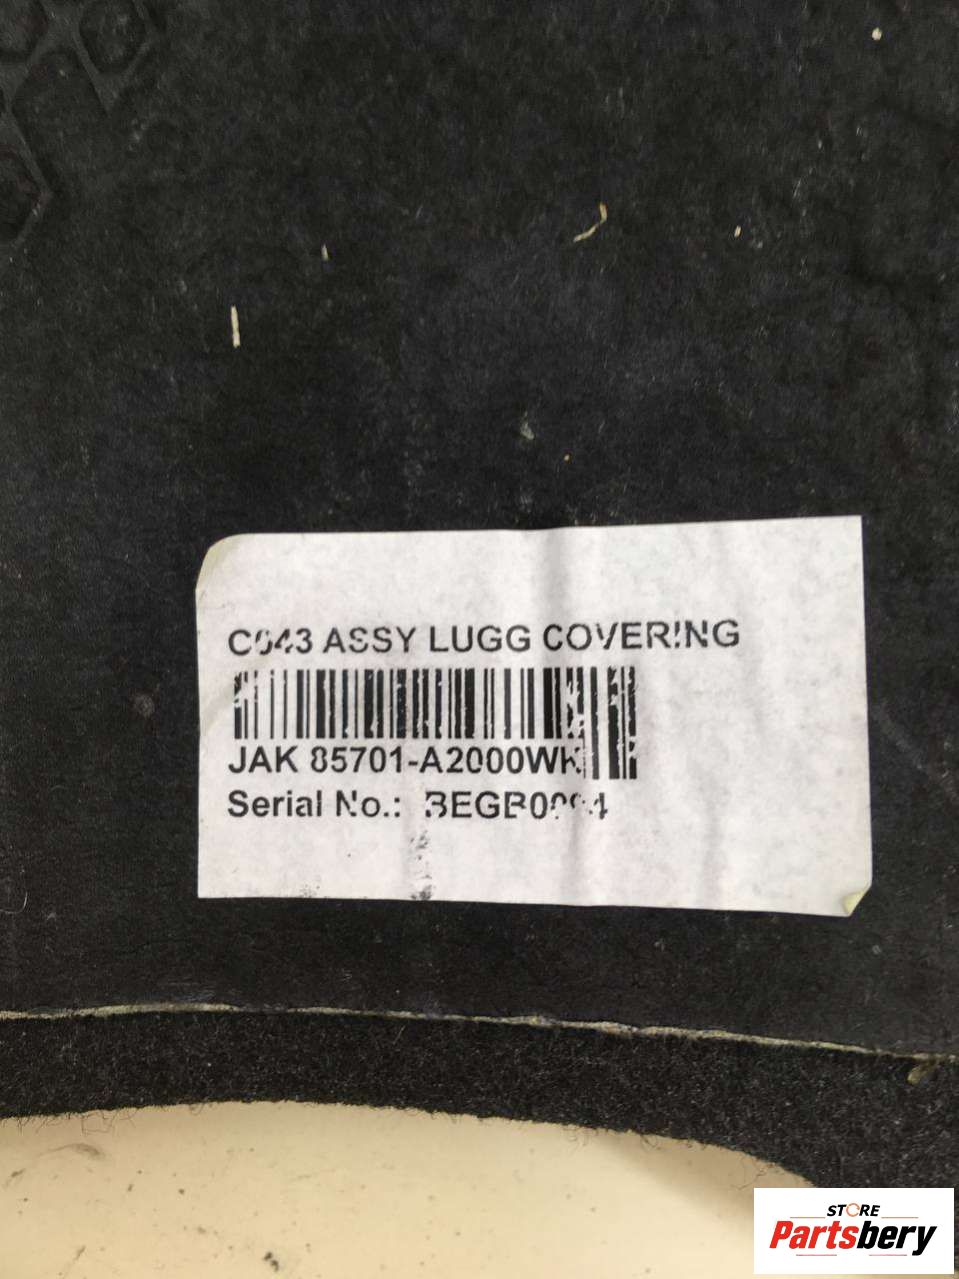 C043 ASSY LUGG COVERING
JAK 85701-A2000WK
Serial No.:
STORE
Partsbery